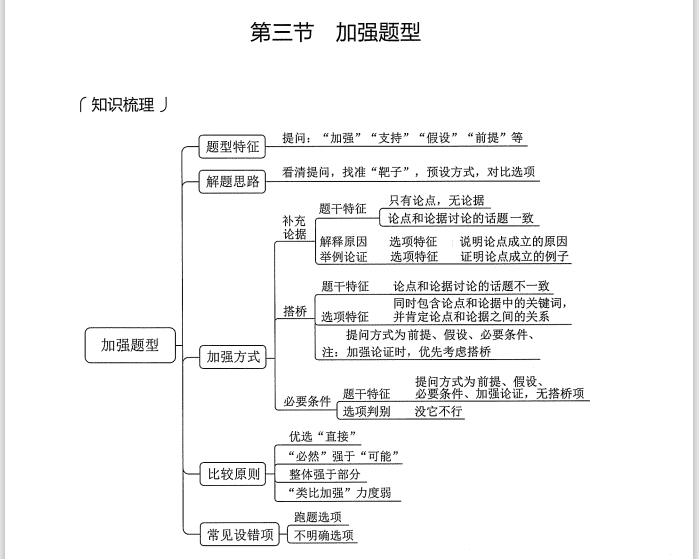 第三节 加强题型
知识梳理
加强题型
题型特征
提问：“加强”“支持”“假设”“前提”等
解题思路
看清提问，找准“靶子”，预设方式，对比选项
加强方式
补充
论据
题干特征
只有论点，无论据
论点和论据讨论的话题一致
解释原因 选项特征 说明论点成立的原因
举例论证 选项特征 证明论点成立的例子
搭桥
题干特征 论点和论据讨论的话题不一致
选项特征
同时包含论点和论据中的关键词，
并肯定论点和论据之间的关系
提问方式为前提、假设、必要条件、
注：加强论证时，优先考虑搭桥
必要条件
题干特征
提问方式为前提、假设、
必要条件、加强论证，无搭桥项
选项判别 没它不行
比较原则
优选“直接”
“必然”强于“可能”
整体强于部分
“类比加强”力度弱
常见设错项
跑题选项
不明确选项